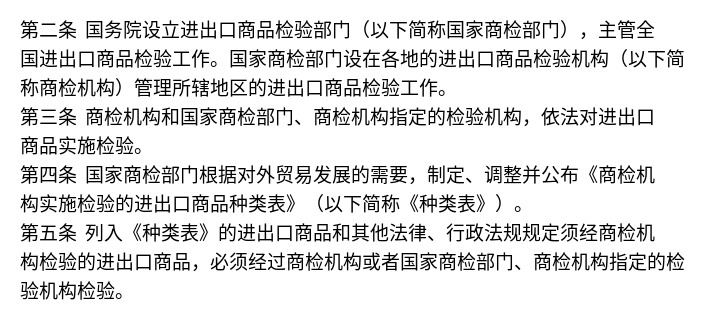 第二条 国务院设立进出口商品检验部门（以下简称国家商检部门），主管全
国进出口商品检验工作。国家商检部门设在各地的进出口商品检验机构（以下简
称商检机构）管理所辖地区的进出口商品检验工作。
第三条 商检机构和国家商检部门、商检机构指定的检验机构，依法对进出口
商品实施检验。
第四条 国家商检部门根据对外贸易发展的需要，制定、调整并公布《商检机
构实施检验的进出口商品种类表》（以下简称《种类表》）。
第五条 列入《种类表》的进出口商品和其他法律、行政法规规定须经商检机
构检验的进出口商品，必须经过商检机构或者国家商检部门、商检机构指定的检
验机构检验。